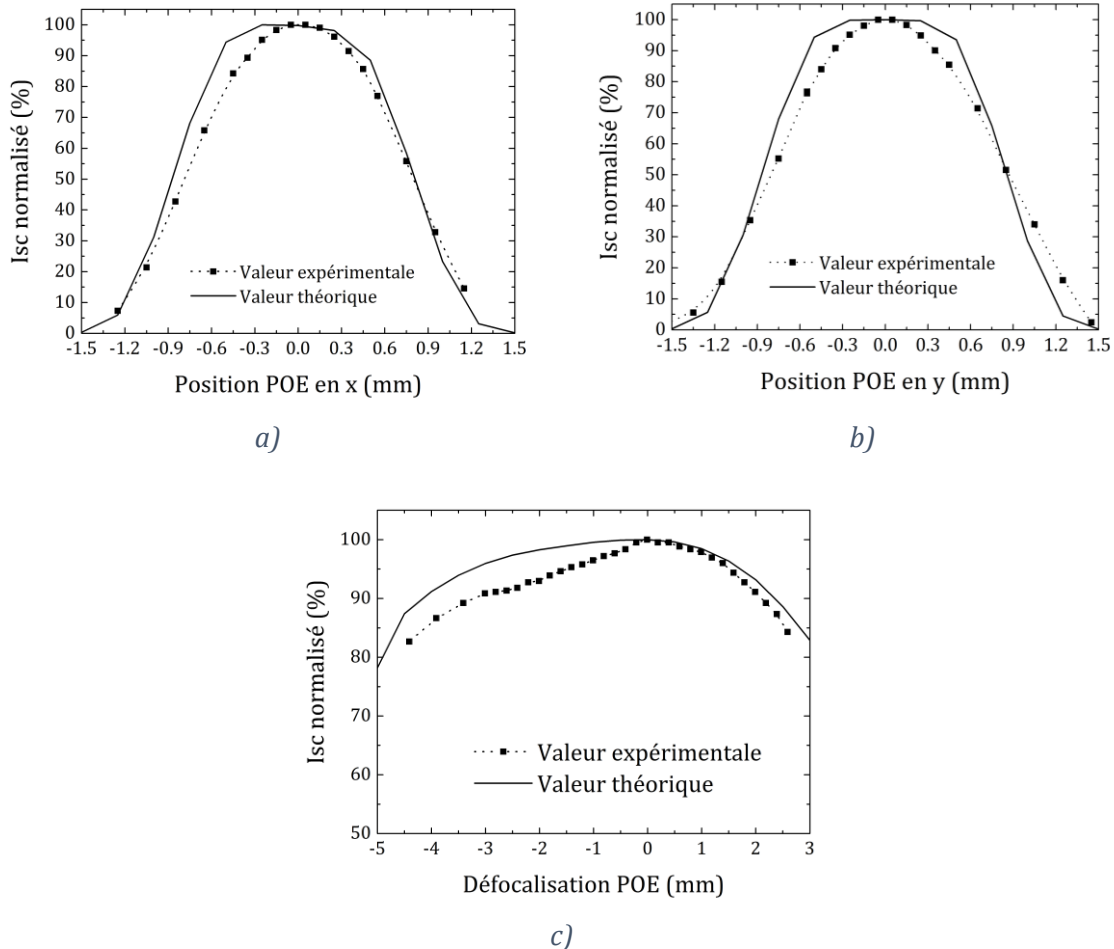 100
90
80
70
60
50
40
30
20
10
0
Isc normalisé (%)
Valeur expérimentale
Valeur théorique
-1.5 -1.2 -0.9 -0.6 -0.3 0.0 0.3 0.6 0.9 1.2 1.5
Position POE en x (mm)
a)
100
90
80
70
60
50
40
30
20
10
0
Isc normalisé (%)
Valeur expérimentale
Valeur théorique
-1.5 -1.2 -0.9 -0.6 -0.3 0.0 0.3 0.6 0.9 1.2 1.5
Position POE en y (mm)
b)
100
90
80
70
60
50
Isc normalisé (%)
Valeur expérimentale
Valeur théorique
-5 -4 -3 -2 -1 0 1 2 3
Défocalisation POE (mm)
c)